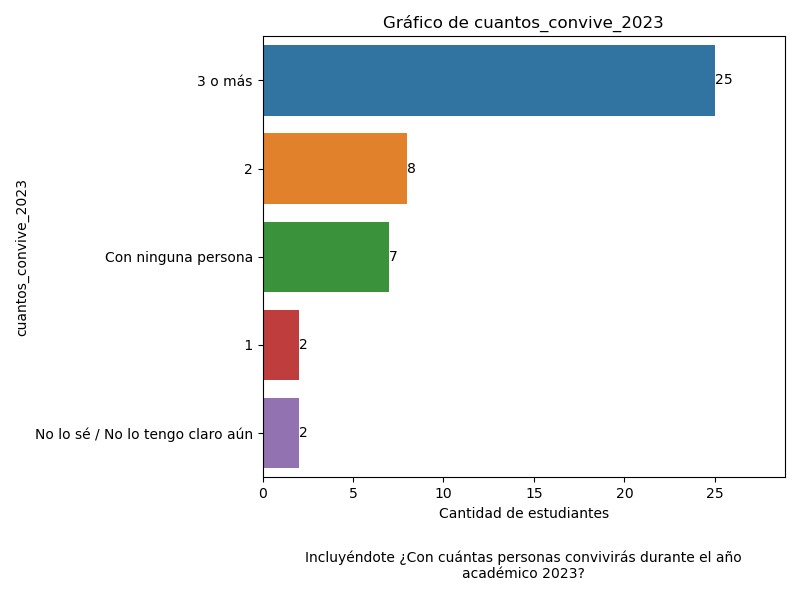 Gráfico de cuantos_convive_2023
cuantos_convive_2023
3 o más
25
2
8
Con ninguna persona
7
1
2
No lo sé / No lo tengo claro aún
2
0 5 10 15 20 25
Cantidad de estudiantes
Incluyéndote ¿Con cuántas personas convivirás durante el año
académico 2023?